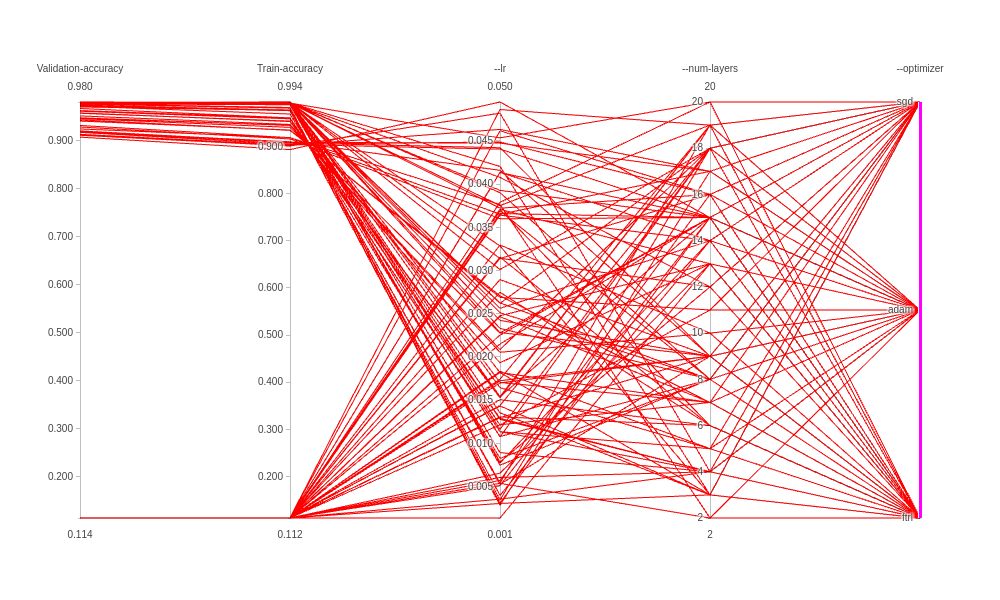 Validation-accuracy Train-accuracy --lr --num-layers --optimizer
0.980 0.994 0.050 20
20 sgd
0.900 0.900 0.045 18
0.800 0.800 0.040 16
0.700 0.700 0.035 14
0.600 0.600 0.030 12
0.025 adam
0.500 0.500 0.020 10
0.400 0.400 0.015 8
0.300 0.300 0.010 6
0.200 0.200 0.005 4
2 ftrl
0.114 0.112 0.001 2